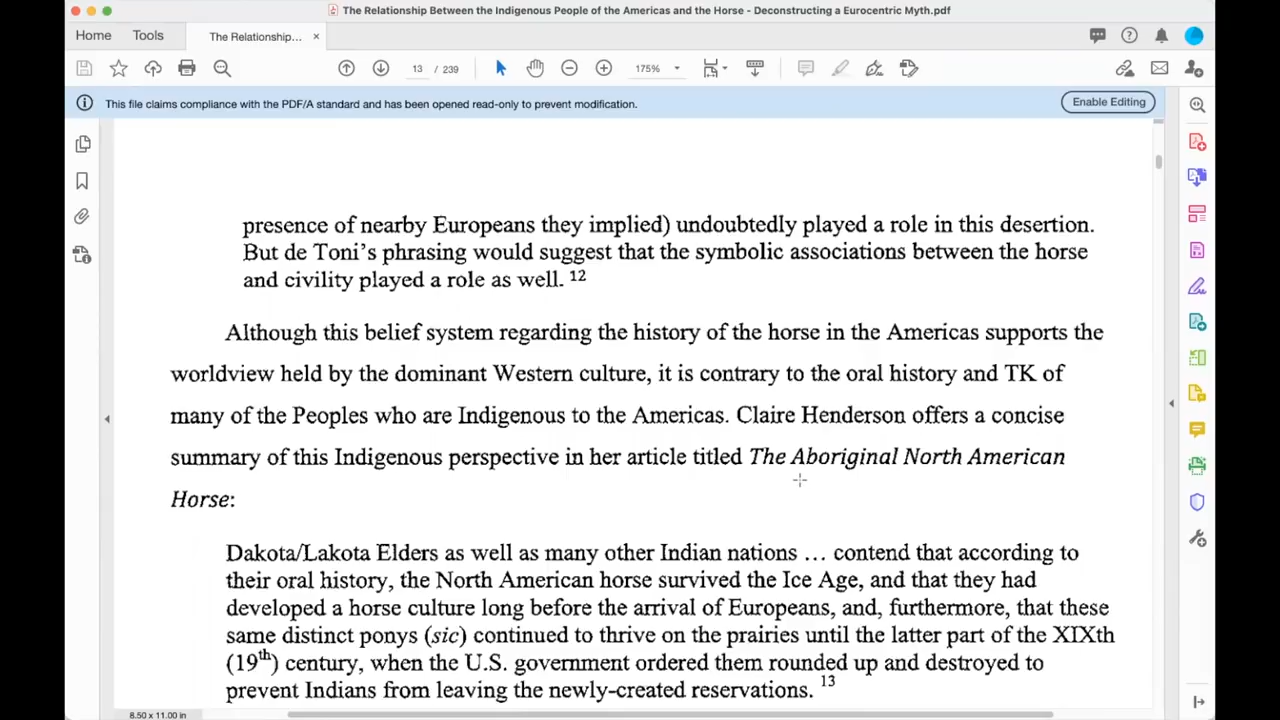 The Relationship Between the Indigenous People of the Americas and the Horse - Deconstructing a Eurocentric Myth.pdf
Home
Tools
The Relationship...
13 / 239
175%
This file claims compliance with the PDF/A standard and has been opened read-only to prevent modification.
Enable Editing
presence of nearby Europeans they implied) undoubtedly played a role in this desertion.
But de Toni's phrasing would suggest that the symbolic associations between the horse
and civility played a role as well. 12
Although this belief system regarding the history of the horse in the Americas supports the
worldview held by the dominant Western culture, it is contrary to the oral history and TK of
many of the Peoples who are Indigenous to the Americas. Claire Henderson offers a concise
summary of this Indigenous perspective in her article titled The Aboriginal North American
Horse:
Dakota/Lakota Elders as well as many other Indian nations … contend that according to
their oral history, the North American horse survived the Ice Age, and that they had
developed a horse culture long before the arrival of Europeans, and, furthermore, that these
same distinct ponys (sic) continued to thrive on the prairies until the latter part of the XIXth
(19th) century, when the U.S. government ordered them rounded up and destroyed to
prevent Indians from leaving the newly-created reservations. 13
8.50 x 11.00 in